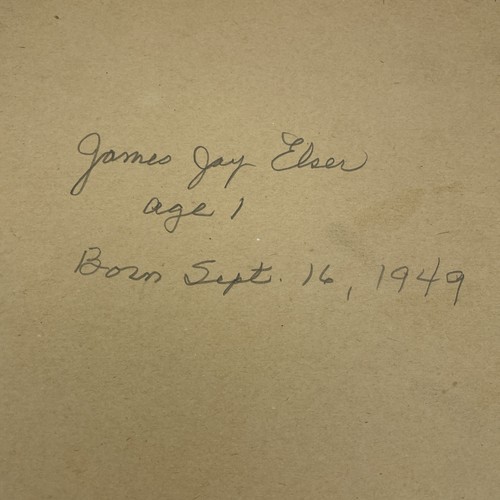 James Jay Elser
age 1
Born Sept. 16, 1949